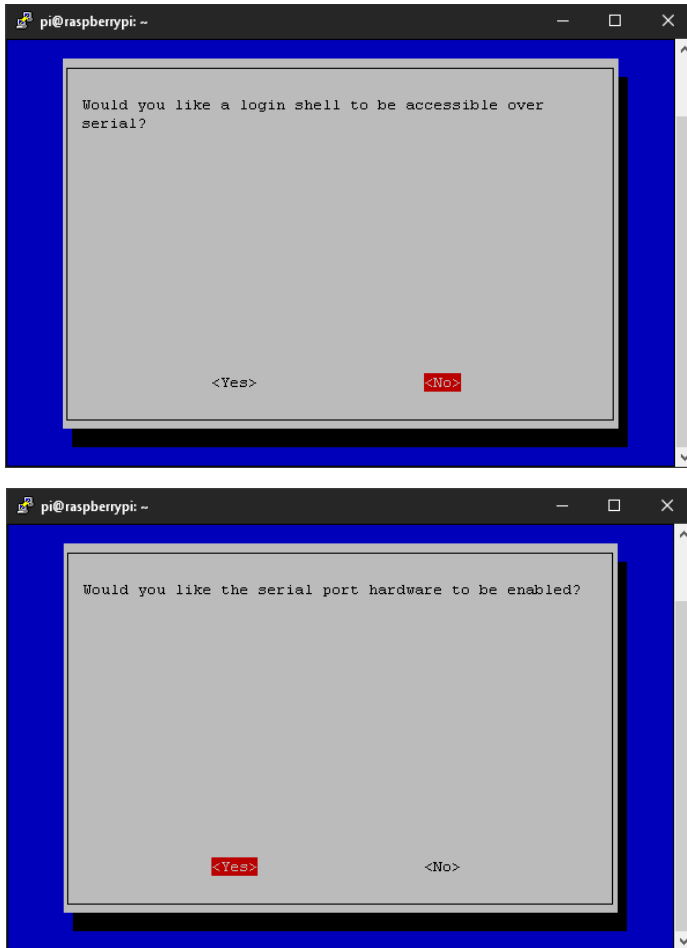 pi@raspberrypi: ~
Would you like a login shell to be accessible over
serial?
<Yes> <No>
pi@raspberrypi: ~
Would you like the serial port hardware to be enabled?
<Yes> <No>